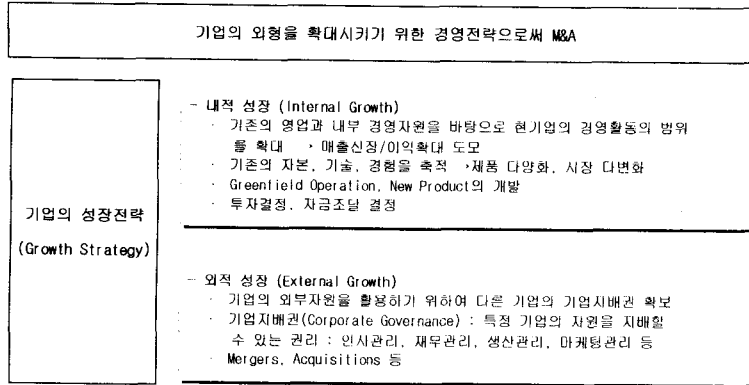 기업의 외형을 확대시키기 위한 경영전략으로써 M&A
- 내적 성장 (Internal Growth)
· 기존의 영업과 내부 경영자원을 바탕으로 현기업의 경영활동의 범위
를 확대 → 매출신장/이익확대 도모
· 기존의 자본, 기술, 경험을 축적 →제품 다양화, 시장 다변화
· Greenfield Operation, New Product의 개발
· 투자결정, 자금조달 결정
기업의 성장전략
(Growth Strategy)
- 외적 성장 (External Growth)
· 기업의 외부자원을 활용하기 위하여 다른 기업의 기업지배권 확보
· 기업지배권(Corporate Governance) : 특정 기업의 자원을 지배할
수 있는 권리 : 인사관리, 재무관리, 생산관리, 마케팅관리 등
· Mergers, Acquisitions 등